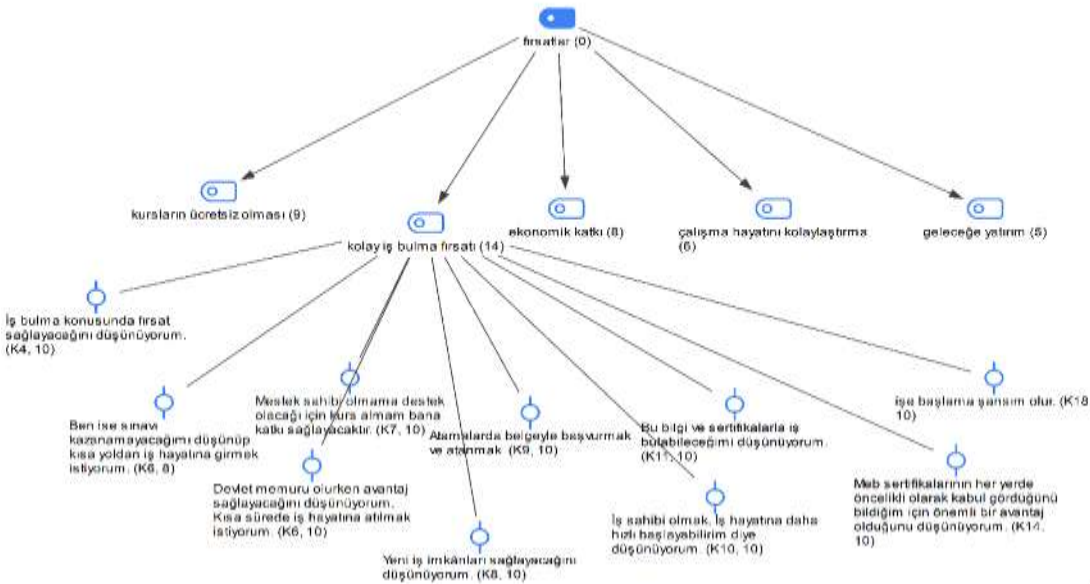 fırsatlar (0)
kursların ücretsiz olması (9)
kolay iş bulma fırsatı (14)
ekonomik katkı (8)
çalışma hayatını kolaylaştırma
(6)
geleceğe yatırım (5)
İş bulma konusunda fırsat
sağlayacağını düşünüyorum.
(K4, 10)
Ben ise sınavı
kazanamayacağımı düşünüp
kısa yoldan iş hayatına girmek
istiyorum. (K6, 8)
Meslek sahibi olmama destek
olacağı için kurs almam bana
katkı sağlayacaktır. (K7, 10)
Devlet memuru olurken avantaj
sağlayacağını düşünüyorum.
Kısa sürede iş hayatına atılmak
istiyorum. (K6, 10)
Yeni iş imkânları sağlayacağını
düşünüyorum. (K8, 10)
Atamalarda belgeyle başvurmak
ve atanmak (K9, 10)
İş sahibi olmak, İş hayatına daha
hızlı başlayabilirim diye
düşünüyorum. (K10, 10)
Bu bilgi ve sertifikalarla iş
bulabileceğimi düşünüyorum.
(K11, 10)
Meb sertifikalarının her yerde
öncelikli olarak kabul gördüğünü
bildiğim için önemli bir avantaj
olduğunu düşünüyorum. (K14,
10)
işe başlama şansım olur. (K18
10)